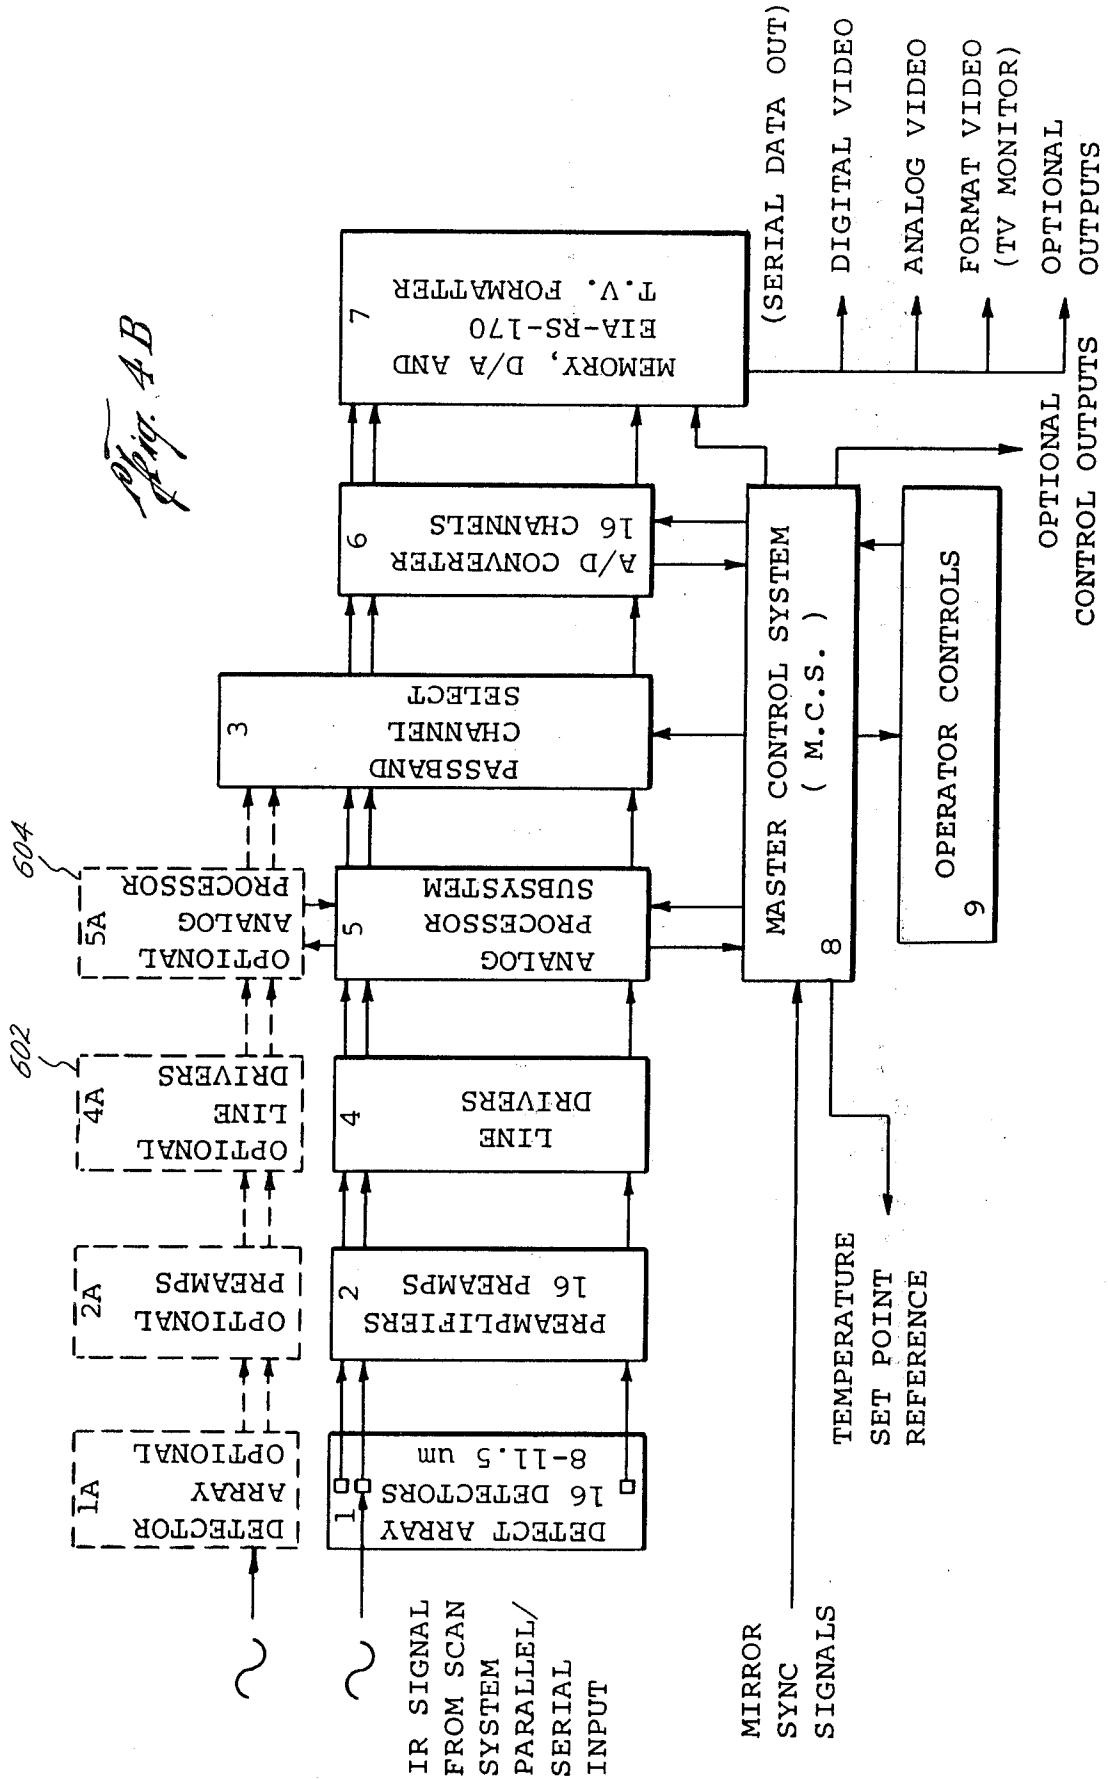 Fig. 4B
604
602
5A
OPTIONAL
ANALOG
PROCESSOR
4A
OPTIONAL
LINE
DRIVERS
2A
OPTIONAL
PREAMPS
1A
DETECTOR
ARRAY
OPTIONAL
1
DETECT ARRAY
16 DETECTORS
8-11.5 um
2
PREAMPLIFIERS
16 PREAMPS
4
LINE
DRIVERS
5
ANALOG
PROCESSOR
SUBSYSTEM
3
PASSBAND
CHANNEL
SELECT
6
A/D CONVERTER
16 CHANNELS
7
MEMORY, D/A AND
EIA-RS-170
T.V. FORMATTER
IR SIGNAL
FROM SCAN
SYSTEM
PARALLEL/
SERIAL
INPUT
MIRROR
SYNC
SIGNALS
TEMPERATURE
SET POINT
REFERENCE
MASTER CONTROL SYSTEM
( M.C.S. )
8
OPERATOR CONTROLS
9
OPTIONAL
CONTROL OUTPUTS
(SERIAL DATA OUT)
DIGITAL VIDEO
ANALOG VIDEO
FORMAT VIDEO
(TV MONITOR)
OPTIONAL
OUTPUTS